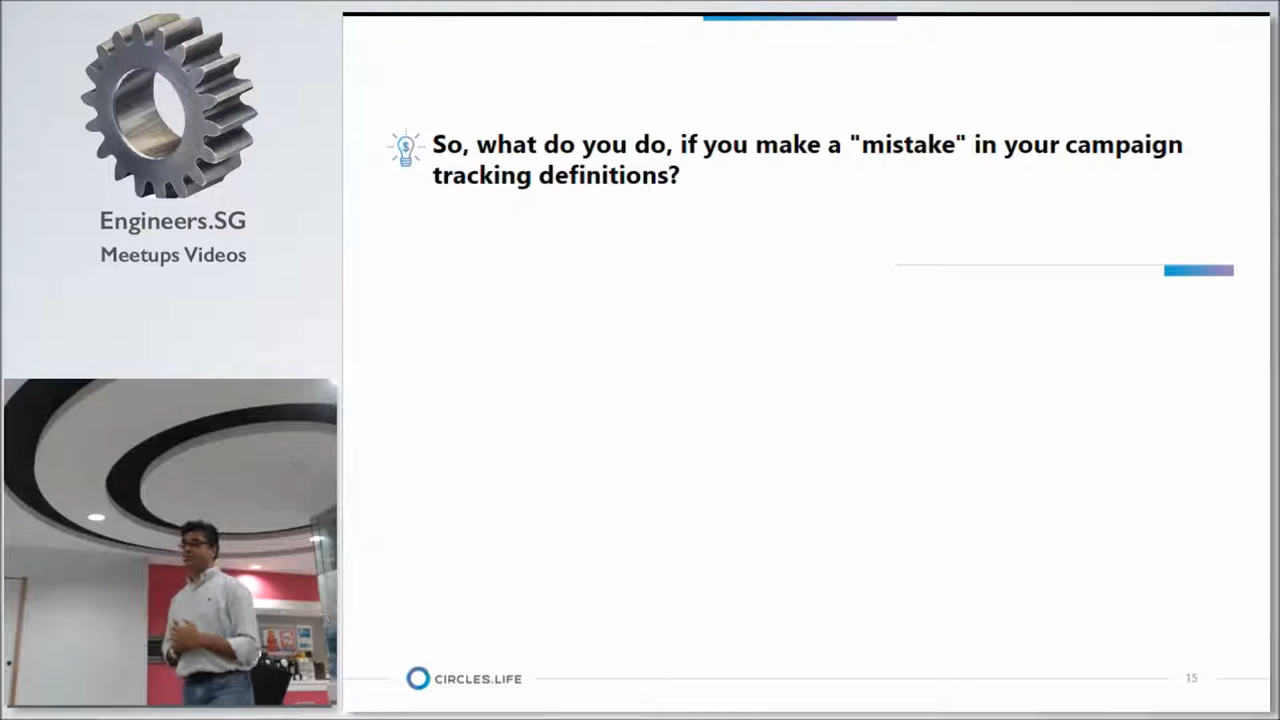 Engineers.SG
Meetups Videos
So, what do you do, if you make a "mistake" in your campaign
tracking definitions?
CIRCLES.LIFE
15